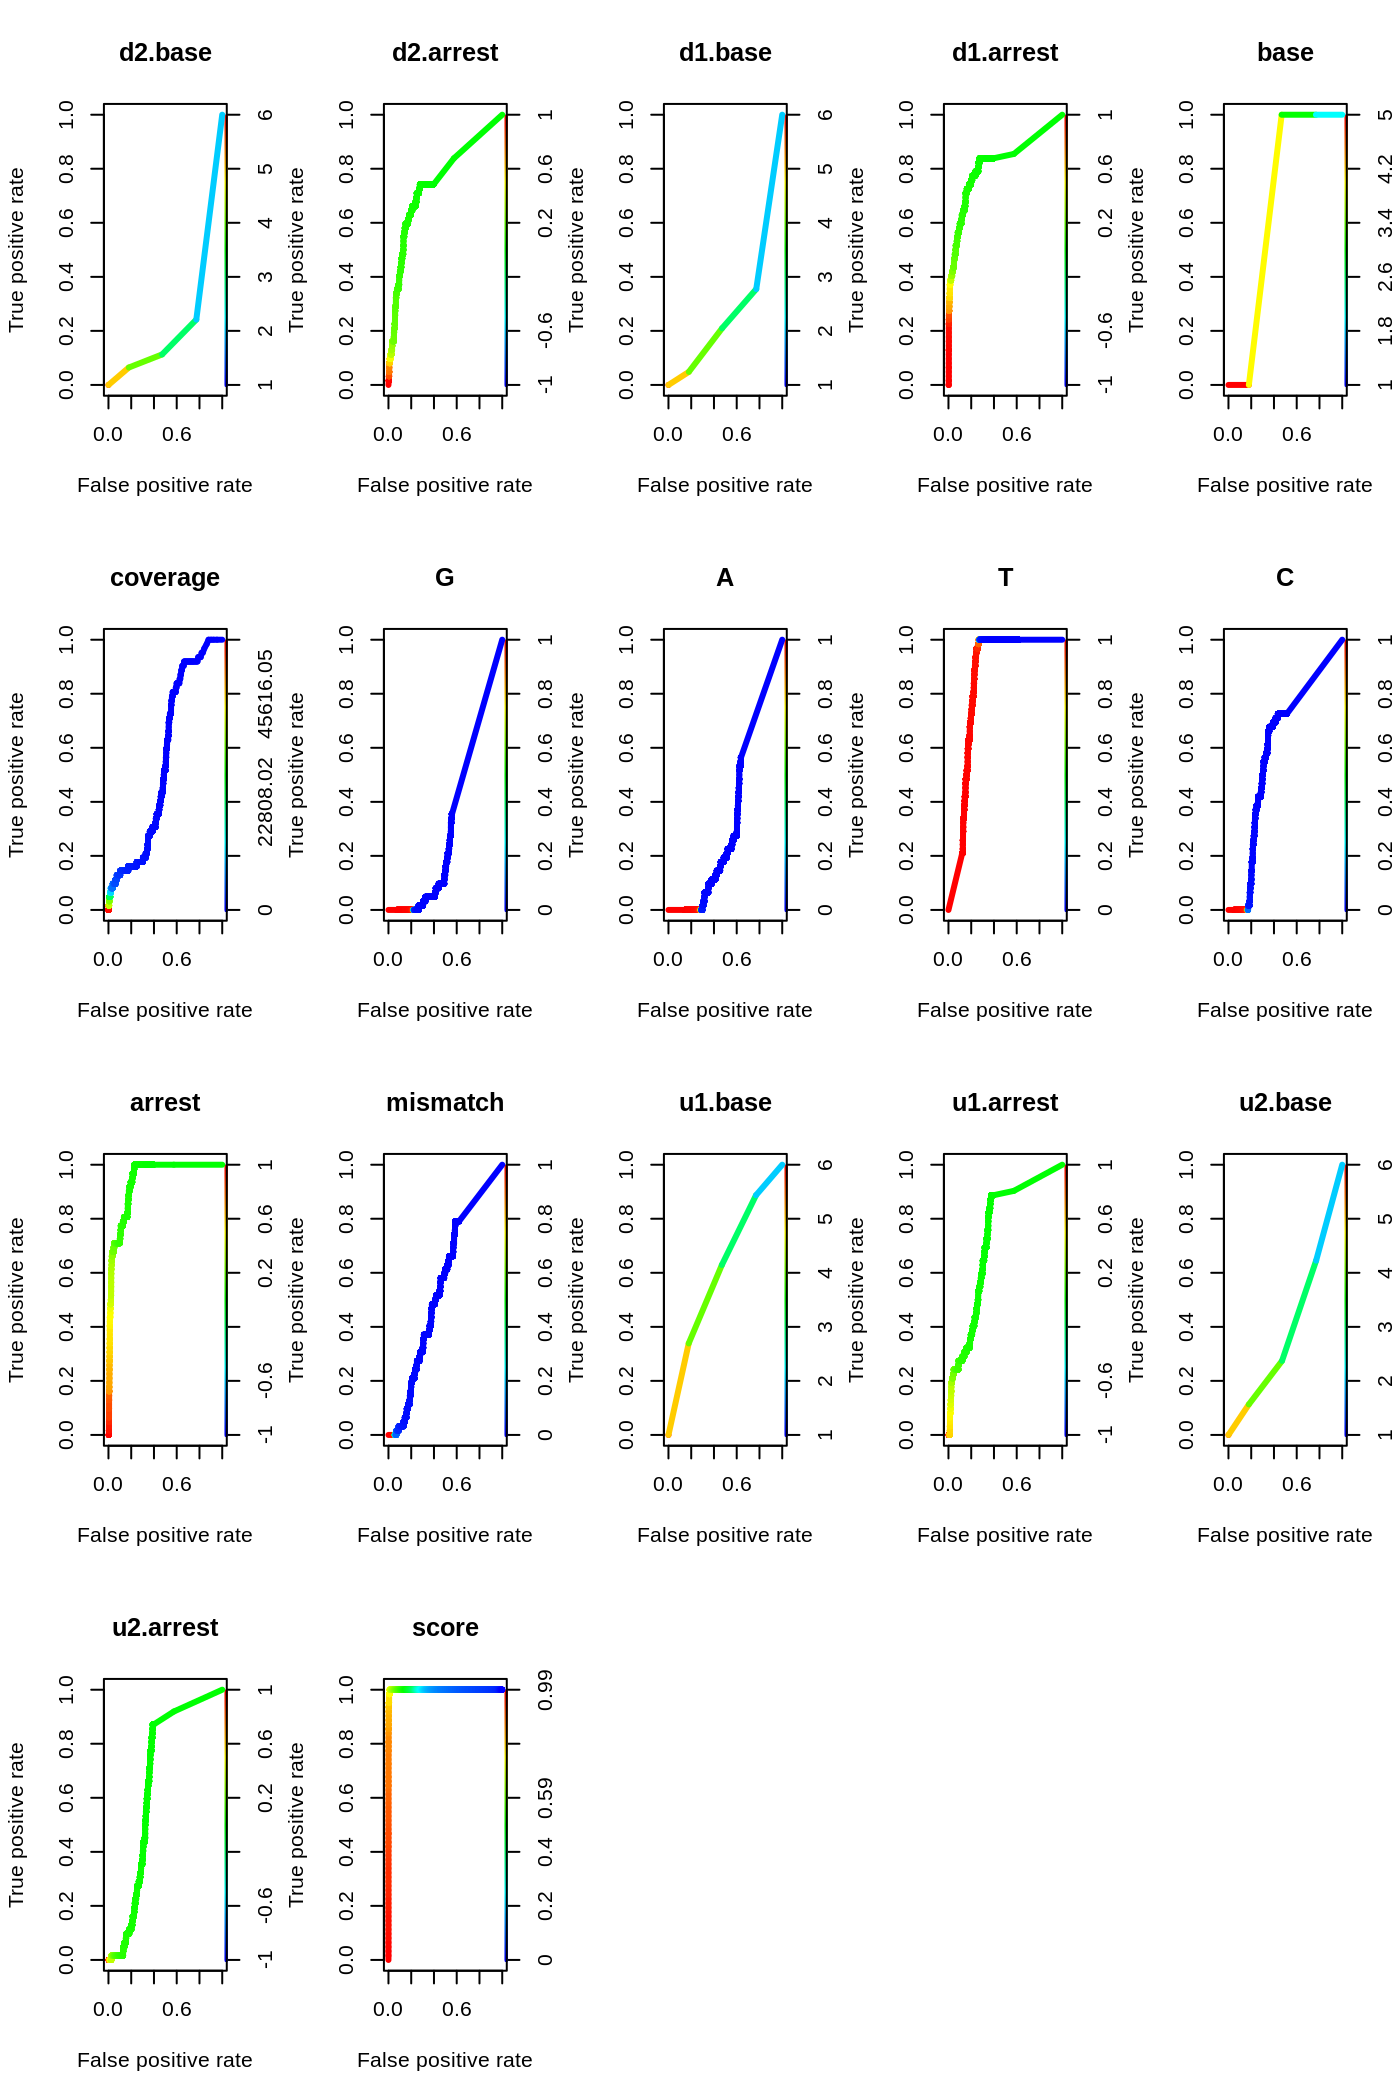 d2.base
d2.arrest
d1.base
d1.arrest
base
True positive rate
0.0 0.2 0.4 0.6 0.8 1.0
1 2 3 4 5 6
0.0 0.6
False positive rate
True positive rate
0.0 0.2 0.4 0.6 0.8 1.0
-1 -0.6 0.2 0.6 1
0.0 0.6
False positive rate
True positive rate
0.0 0.2 0.4 0.6 0.8 1.0
1 2 3 4 5 6
0.0 0.6
False positive rate
True positive rate
0.0 0.2 0.4 0.6 0.8 1.0
-1 -0.6 0.2 0.6 1
0.0 0.6
False positive rate
True positive rate
0.0 0.2 0.4 0.6 0.8 1.0
1 1.8 2.6 3.4 4.2 5
0.0 0.6
False positive rate
coverage
G
A
T
C
True positive rate
0.0 0.2 0.4 0.6 0.8 1.0
0 22808.02 45616.05
0.0 0.6
False positive rate
True positive rate
0.0 0.2 0.4 0.6 0.8 1.0
0 0.2 0.4 0.6 0.8 1
0.0 0.6
False positive rate
True positive rate
0.0 0.2 0.4 0.6 0.8 1.0
0 0.2 0.4 0.6 0.8 1
0.0 0.6
False positive rate
True positive rate
0.0 0.2 0.4 0.6 0.8 1.0
0 0.2 0.4 0.6 0.8 1
0.0 0.6
False positive rate
True positive rate
0.0 0.2 0.4 0.6 0.8 1.0
0 0.2 0.4 0.6 0.8 1
0.0 0.6
False positive rate
arrest
mismatch
u1.base
u1.arrest
u2.base
True positive rate
0.0 0.2 0.4 0.6 0.8 1.0
-1 -0.6 0.2 0.6 1
0.0 0.6
False positive rate
True positive rate
0.0 0.2 0.4 0.6 0.8 1.0
0 0.2 0.4 0.6 0.8 1
0.0 0.6
False positive rate
True positive rate
0.0 0.2 0.4 0.6 0.8 1.0
1 2 3 4 5 6
0.0 0.6
False positive rate
True positive rate
0.0 0.2 0.4 0.6 0.8 1.0
-1 -0.6 0.2 0.6 1
0.0 0.6
False positive rate
True positive rate
0.0 0.2 0.4 0.6 0.8 1.0
1 2 3 4 5 6
0.0 0.6
False positive rate
u2.arrest
score
True positive rate
0.0 0.2 0.4 0.6 0.8 1.0
-1 -0.6 0.2 0.6 1
0.0 0.6
False positive rate
True positive rate
0.0 0.2 0.4 0.6 0.8 1.0
0 0.2 0.44 0.59 0.99
0.0 0.6
False positive rate